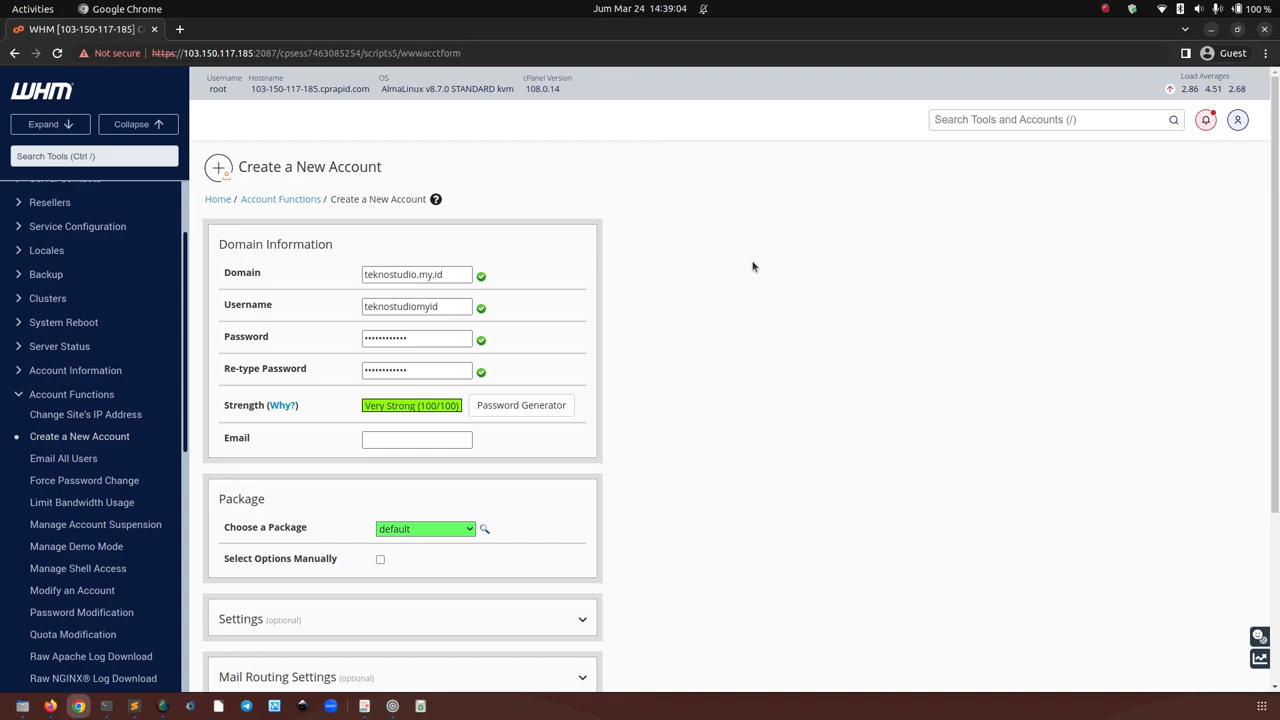 Activities
Jum Mar 24 14:39:04
100 %
WHM [103-150-117-185] C
Not secure https://103.150.117.185:2087/cpsess7463085254/scripts5/wwwacctform
Guest
WHM
Username
root
Hostname
103-150-117-185.cprapid.com
OS
AlmaLinux v8.7.0 STANDARD kvm
cPanel Version
108.0.14
Load Averages
2.86 4.51 2.68
Expand
Collapse
Search Tools and Accounts (/)
Search Tools (Ctrl /)
Resellers
Service Configuration
Locales
Backup
Clusters
System Reboot
Server Status
Account Information
Account Functions
Change Site's IP Address
Create a New Account
Email All Users
Force Password Change
Limit Bandwidth Usage
Manage Account Suspension
Manage Demo Mode
Manage Shell Access
Modify an Account
Password Modification
Quota Modification
Raw Apache Log Download
Raw NGINX® Log Download
Create a New Account
Home / Account Functions / Create a New Account
Domain Information
Domain teknostudio.my.id
Username teknostudiomyid
Password ••••••••••••
Re-type Password ••••••••••••
Strength (Why?) Very Strong (100/100) Password Generator
Email
Package
Choose a Package default
Select Options Manually
Settings (optional)
Mail Routing Settings (optional)